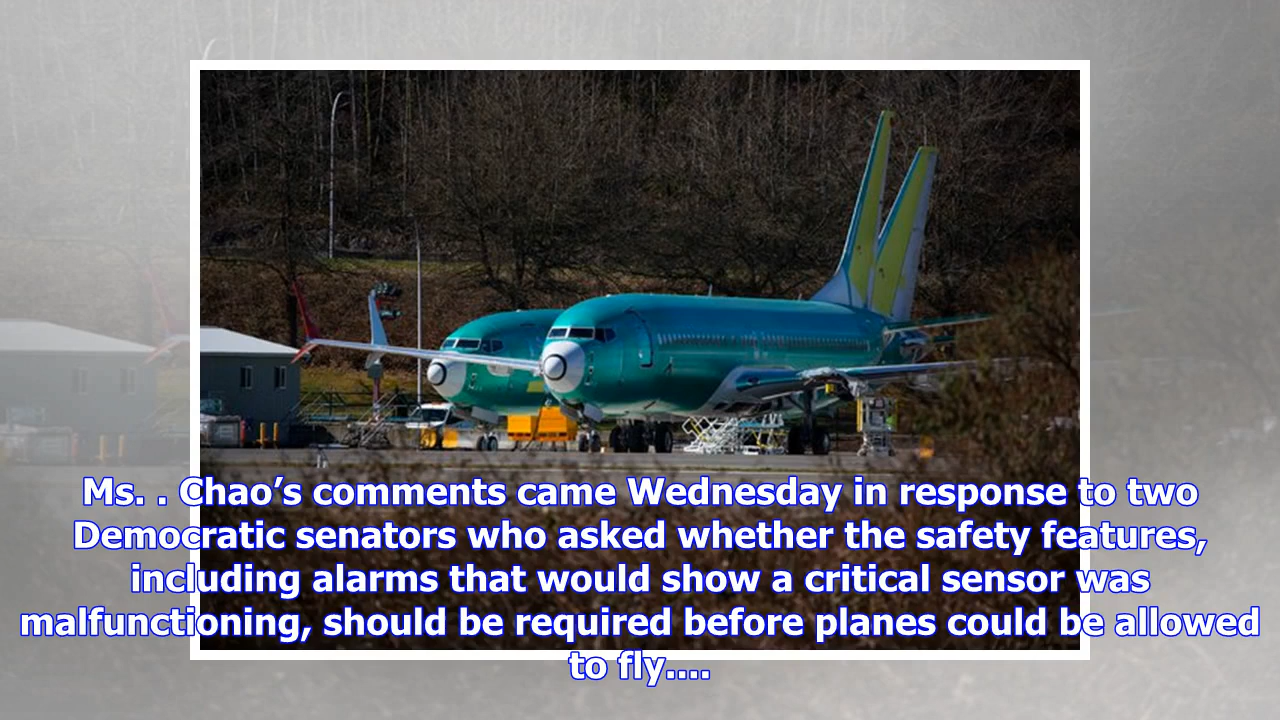 Ms. . Chao’s comments came Wednesday in response to two
Democratic senators who asked whether the safety features,
including alarms that would show a critical sensor was
malfunctioning, should be required before planes could be allowed
to fly....